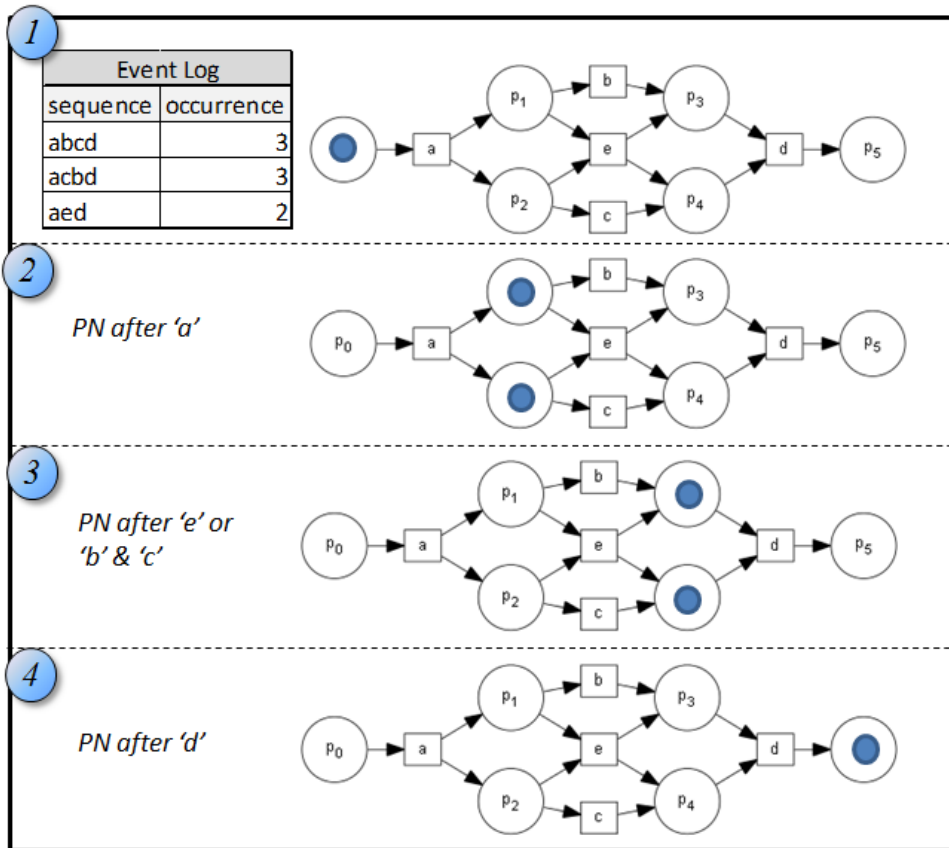 1
Event Log
sequence occurrence
abcd 3
acbd 3
aed 2
a
p1
p2
b
e
c
p3
p4
d
p5
2
PN after ‘a’
p0
a
b
e
c
p3
p4
d
p5
3
PN after ‘e’ or
‘b’ & ‘c’
p0
a
p1
p2
b
e
c
d
p5
4
PN after ‘d’
p0
a
p1
p2
b
e
c
p3
p4
d